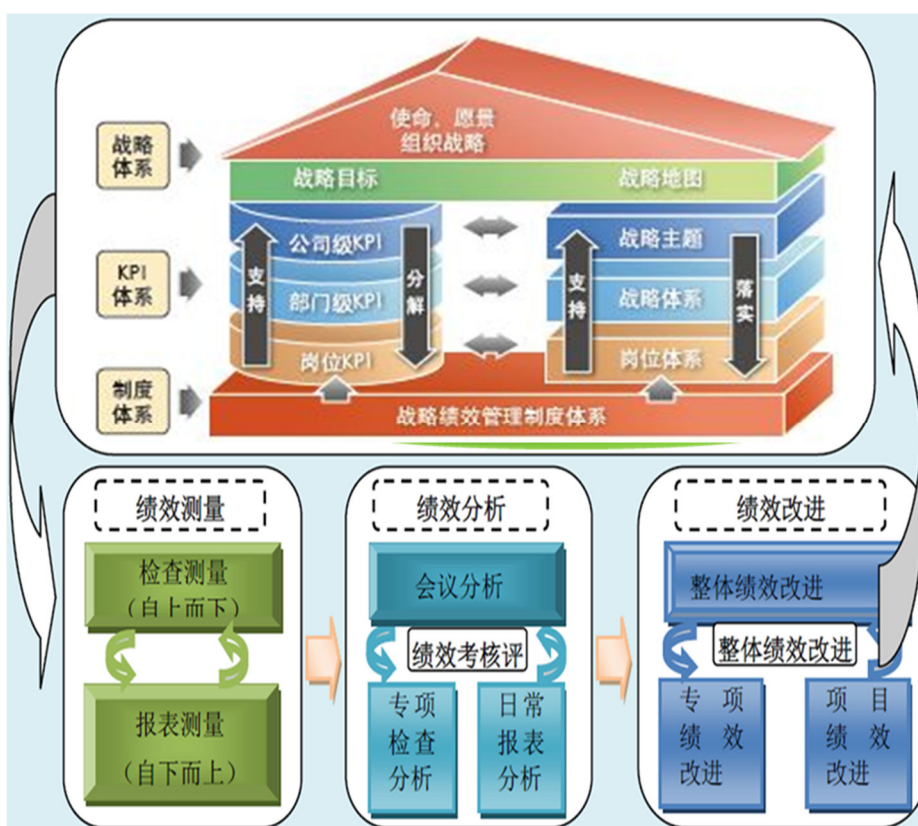 使命、愿景
组织战略
战略
体系
战略目标
战略地图
公司级KPI
战略主题
支持
分解
支持
落实
KPI
体系
部门级KPI
战略体系
岗位KPI
岗位体系
制度
体系
战略绩效管理制度体系
绩效测量
检查测量
（自上而下）
报表测量
（自下而上）
绩效分析
会议分析
绩效考核评
专项
检查
分析
日常
报表
分析
绩效改进
整体绩效改进
整体绩效改进
专项
绩效
改进
项目
绩效
改进